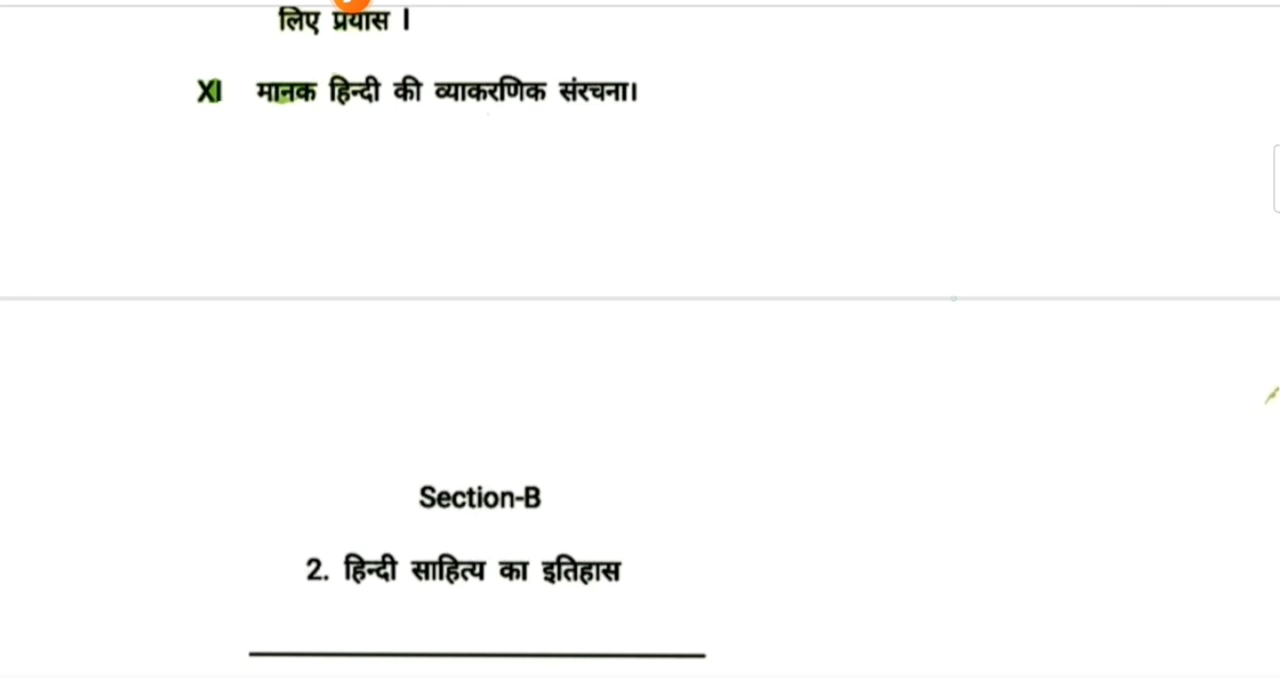 लिए प्रयास ।
XI मानक हिन्दी की व्याकरणिक संरचना।
Section-B
2. हिन्दी साहित्य का इतिहास